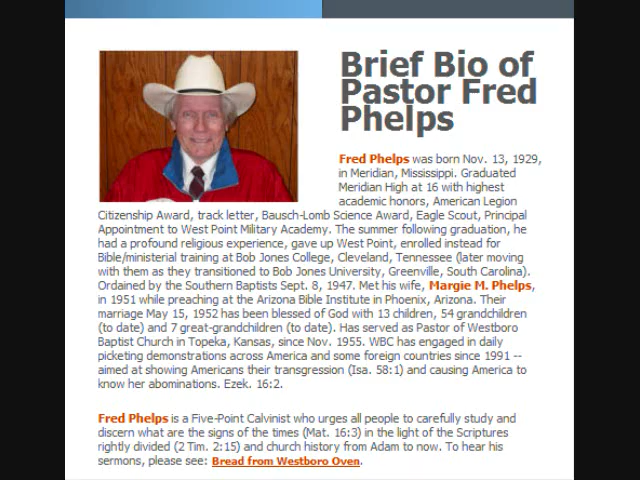 Brief Bio of
Pastor Fred
Phelps
Fred Phelps was born Nov. 13, 1929,
in Meridian, Mississippi. Graduated
Meridian High at 16 with highest
academic honors, American Legion
Citizenship Award, track letter, Bausch-Lomb Science Award, Eagle Scout, Principal
Appointment to West Point Military Academy. The summer following graduation, he
had a profound religious experience, gave up West Point, enrolled instead for
Bible/ministerial training at Bob Jones College, Cleveland, Tennessee (later moving
with them as they transitioned to Bob Jones University, Greenville, South Carolina).
Ordained by the Southern Baptists Sept. 8, 1947. Met his wife, Margie M. Phelps,
in 1951 while preaching at the Arizona Bible Institute in Phoenix, Arizona. Their
marriage May 15, 1952 has been blessed of God with 13 children, 54 grandchildren
(to date) and 7 great-grandchildren (to date). Has served as Pastor of Westboro
Baptist Church in Topeka, Kansas, since Nov. 1955. WBC has engaged in daily
picketing demonstrations across America and some foreign countries since 1991 --
aimed at showing Americans their transgression (Isa. 58:1) and causing America to
know her abominations. Ezek. 16:2.
Fred Phelps is a Five-Point Calvinist who urges all people to carefully study and
discern what are the signs of the times (Mat. 16:3) in the light of the Scriptures
rightly divided (2 Tim. 2:15) and church history from Adam to now. To hear his
sermons, please see: Bread from Westboro Oven.